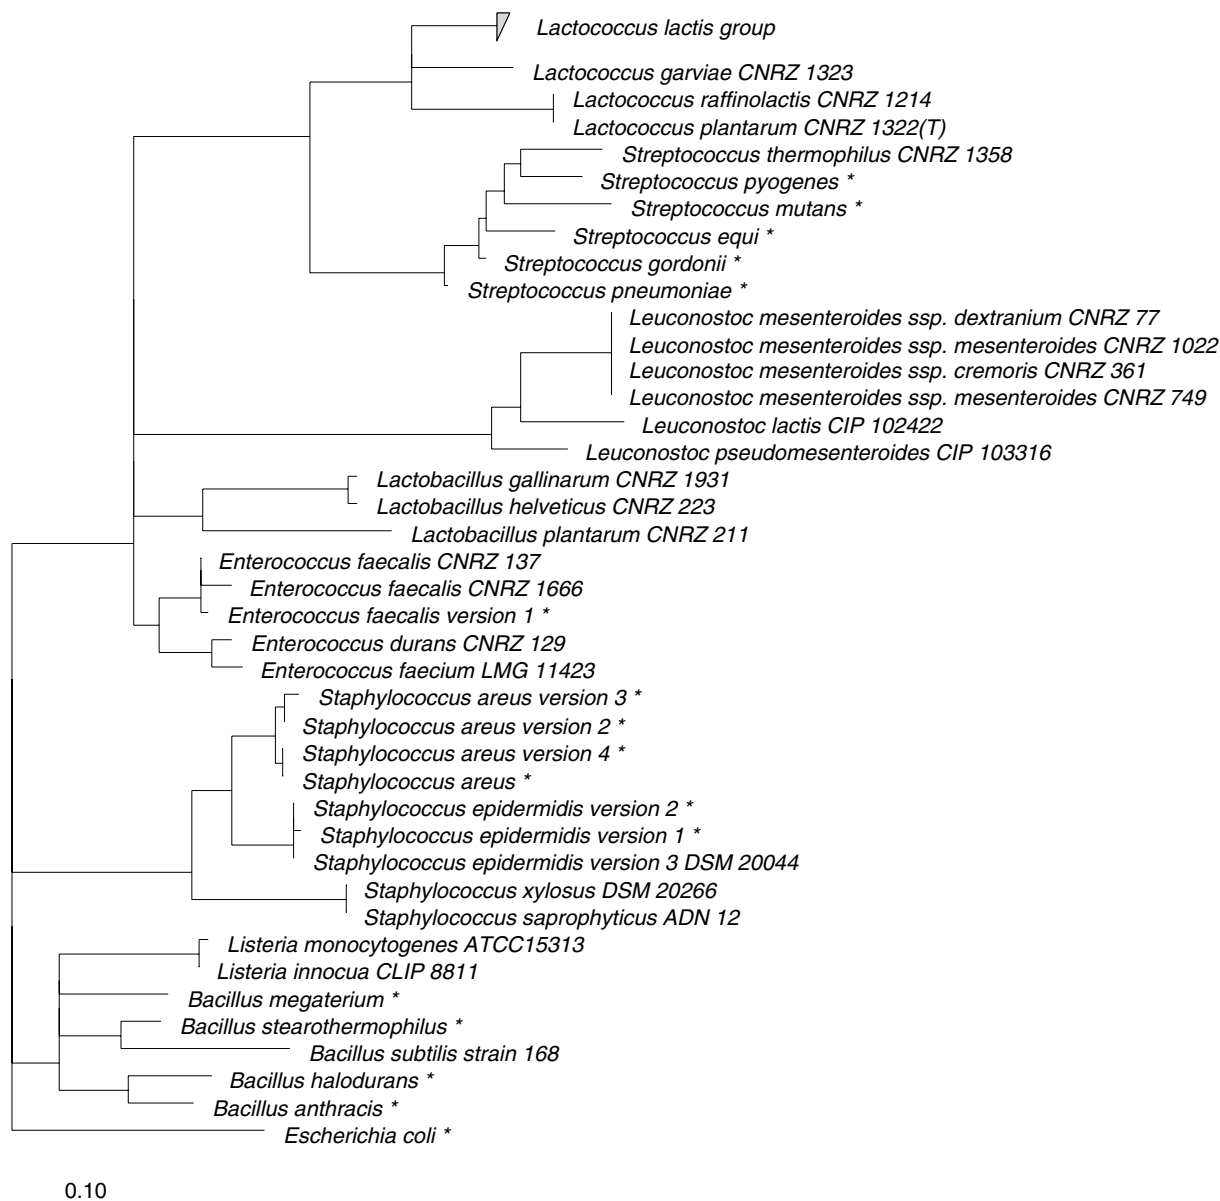 Lactococcus lactis group
Lactococcus garviae CNRZ 1323
Lactococcus raffinolactis CNRZ 1214
Lactococcus plantarum CNRZ 1322(T)
Streptococcus thermophilus CNRZ 1358
Streptococcus pyogenes *
Streptococcus mutans *
Streptococcus equi *
Streptococcus gordonii *
Streptococcus pneumoniae *
Leuconostoc mesenteroides ssp. dextranium CNRZ 77
Leuconostoc mesenteroides ssp. mesenteroides CNRZ 1022
Leuconostoc mesenteroides ssp. cremoris CNRZ 361
Leuconostoc mesenteroides ssp. mesenteroides CNRZ 749
Leuconostoc lactis CIP 102422
Leuconostoc pseudomesenteroides CIP 103316
Lactobacillus gallinarum CNRZ 1931
Lactobacillus helveticus CNRZ 223
Lactobacillus plantarum CNRZ 211
Enterococcus faecalis CNRZ 137
Enterococcus faecalis CNRZ 1666
Enterococcus faecalis version 1 *
Enterococcus durans CNRZ 129
Enterococcus faecium LMG 11423
Staphylococcus areus version 3 *
Staphylococcus areus version 2 *
Staphylococcus areus version 4 *
Staphylococcus areus *
Staphylococcus epidermidis version 2 *
Staphylococcus epidermidis version 1 *
Staphylococcus epidermidis version 3 DSM 20044
Staphylococcus xylosus DSM 20266
Staphylococcus saprophyticus ADN 12
Listeria monocytogenes ATCC15313
Listeria innocua CLIP 8811
Bacillus megaterium *
Bacillus stearothermophilus *
Bacillus subtilis strain 168
Bacillus halodurans *
Bacillus anthracis *
Escherichia coli *
0.10